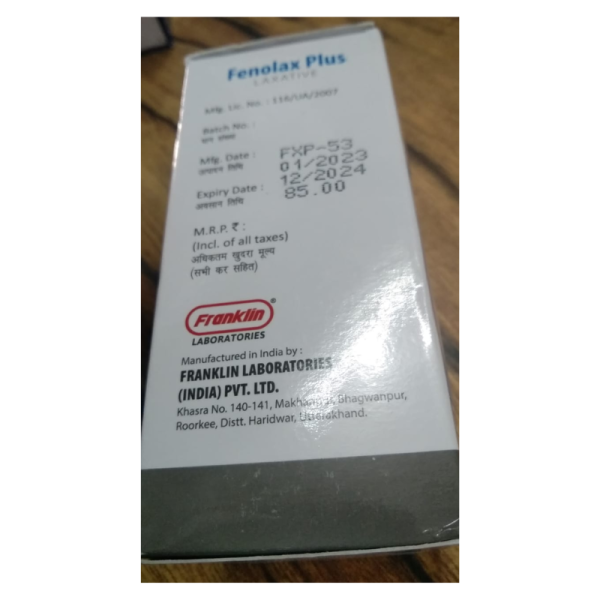 Fenolax Plus
LAXATIVE
Mfg. Lic. No. : 116/UA/2007
Batch No. :
FXP-53
Mfg. Date : 01/2023
उत्पादन तिथि
Expiry Date : 12/2024
अवसान तिथि
85.00
M.R.P. ₹ :
(Incl. of all taxes)
अधिकतम खुदरा मूल्य
(सभी कर सहित)
Franklin®
LABORATORIES
Manufactured in India by :
FRANKLIN LABORATORIES
(INDIA) PVT. LTD.
Khasra No. 140-141, Bhagwanpur,
Roorkee, Distt. Haridwar, Uttarakhand.